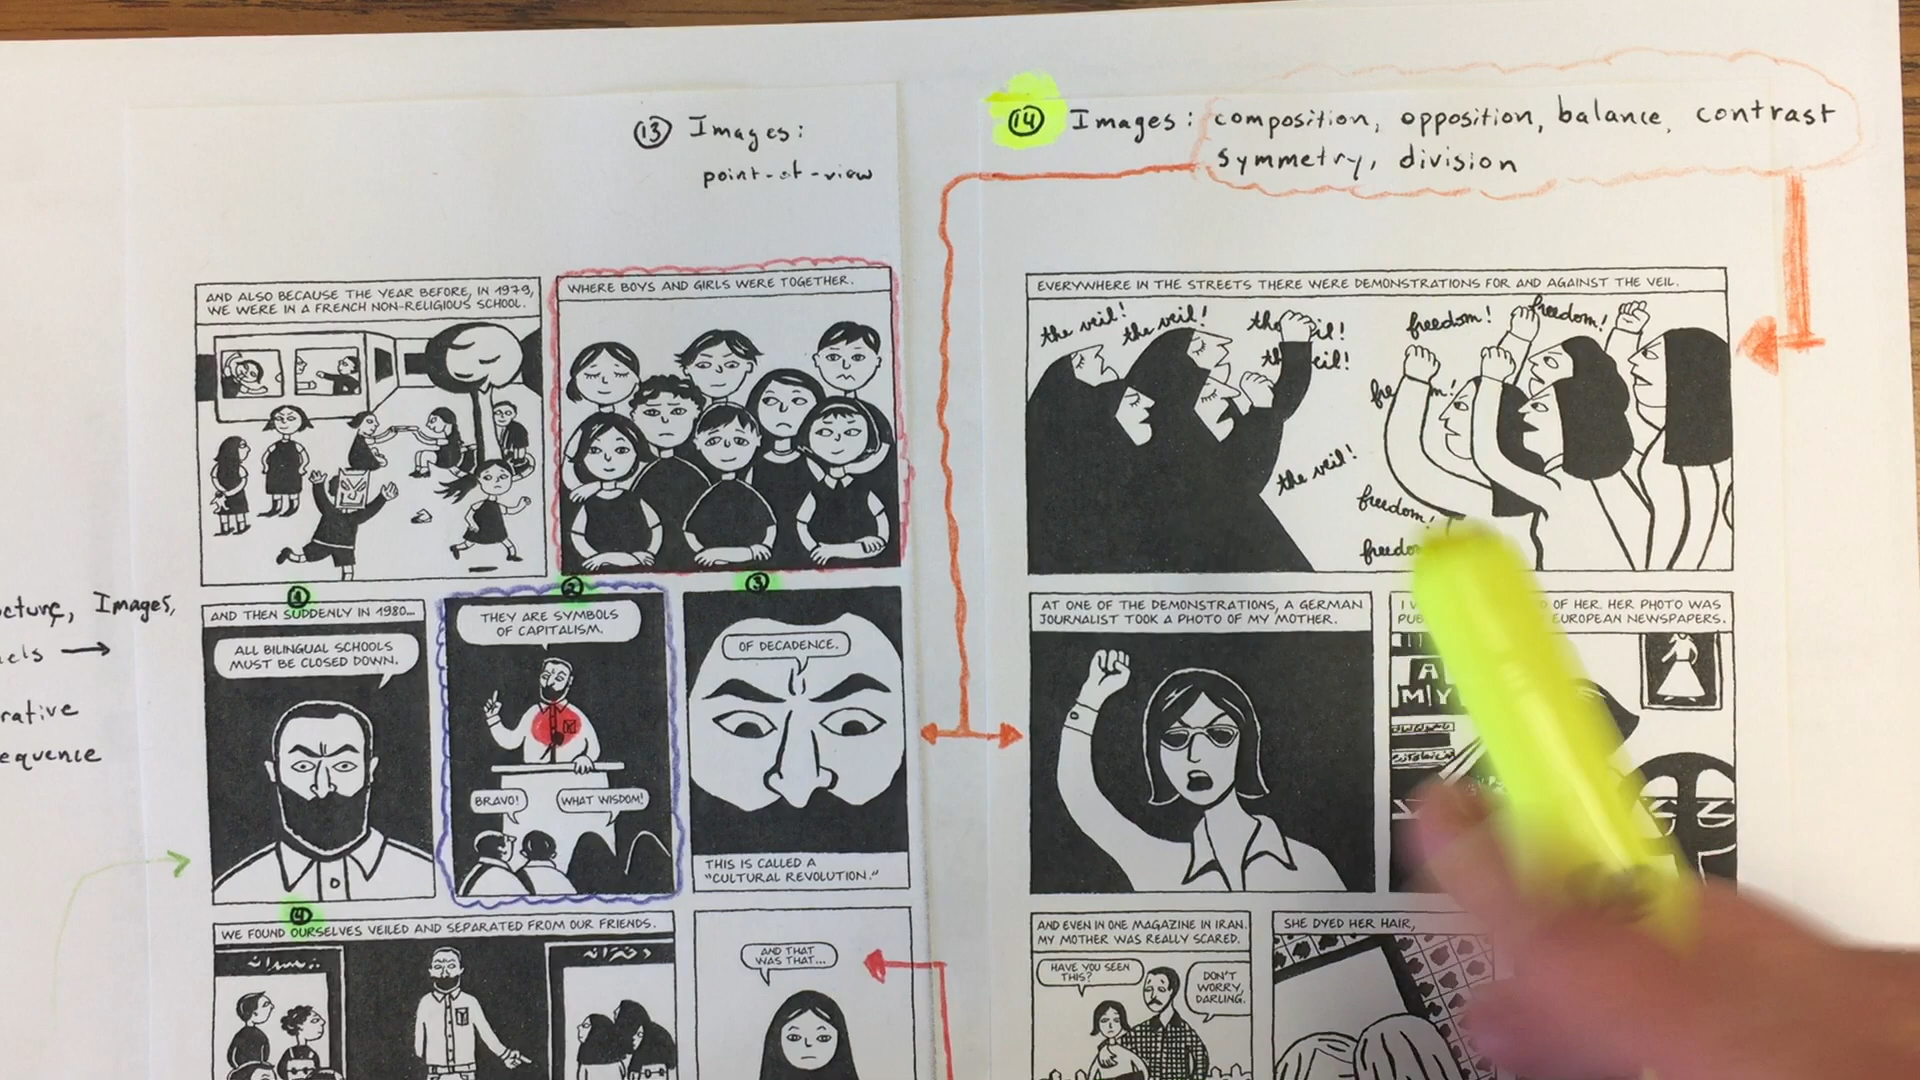 13 Images:
point-of-view
14 Images: composition, opposition, balance, contrast
symmetry, division
AND ALSO BECAUSE THE YEAR BEFORE, IN 1979,
WE WERE IN A FRENCH NON-RELIGIOUS SCHOOL.
WHERE BOYS AND GIRLS WERE TOGETHER.
1
2
3
AND THEN SUDDENLY IN 1980...
ALL BILINGUAL SCHOOLS
MUST BE CLOSED DOWN.
THEY ARE SYMBOLS
OF CAPITALISM.
BRAVO!
WHAT WISDOM!
OF DECADENCE.
THIS IS CALLED A
"CULTURAL REVOLUTION."
Images,
→
equence
4
WE FOUND OURSELVES VEILED AND SEPARATED FROM OUR FRIENDS.
AND THAT
WAS THAT...
EVERYWHERE IN THE STREETS THERE WERE DEMONSTRATIONS FOR AND AGAINST THE VEIL.
the veil!
the veil!
the veil!
freedom!
freedom!
freedom!
AT ONE OF THE DEMONSTRATIONS, A GERMAN
JOURNALIST TOOK A PHOTO OF MY MOTHER.
I OF HER. HER PHOTO WAS
EUROPEAN NEWSPAPERS.
A
MY
AND EVEN IN ONE MAGAZINE IN IRAN.
MY MOTHER WAS REALLY SCARED.
HAVE YOU SEEN
THIS?
DON'T
WORRY,
DARLING.
SHE DYED HER HAIR,